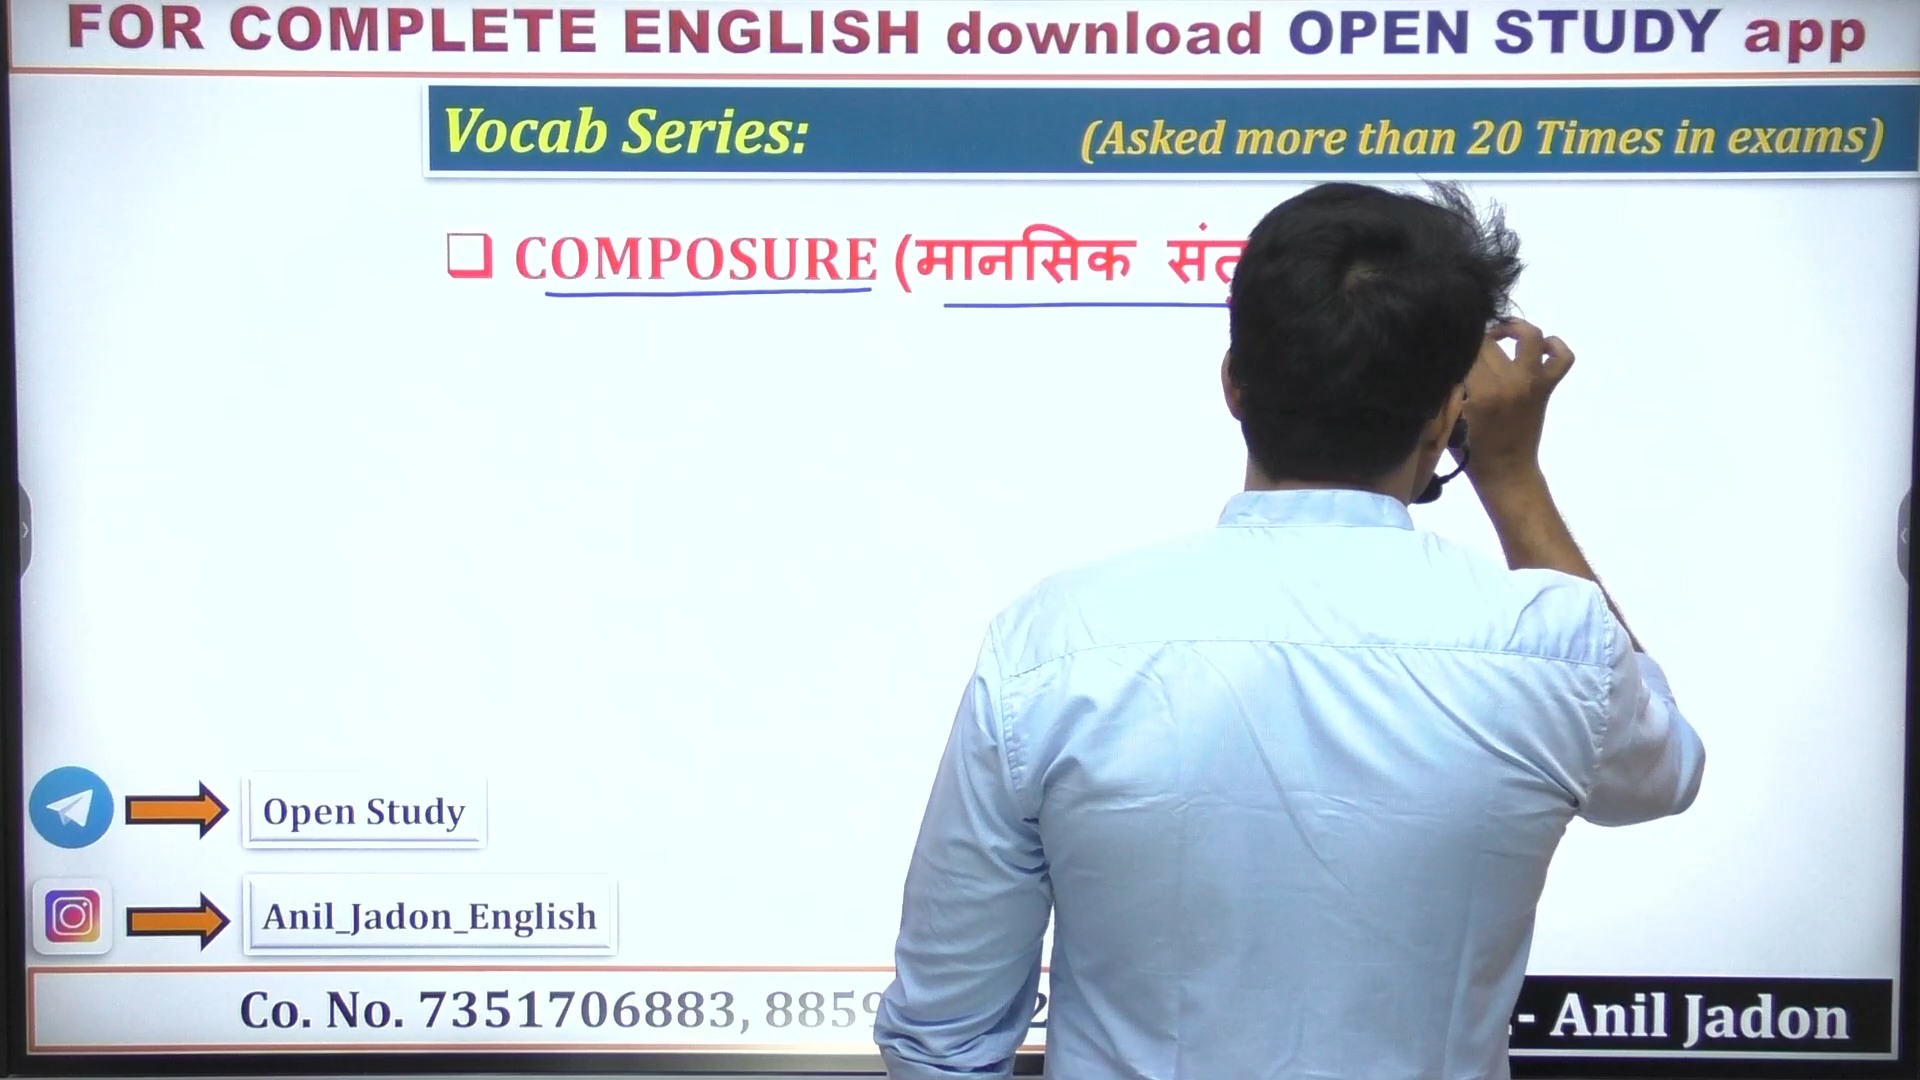 FOR COMPLETE ENGLISH download OPEN STUDY app
Vocab Series: (Asked more than 20 Times in exams)
❑ COMPOSURE (मानसिक
Open Study
Anil_Jadon_English
Co. No. 7351706883,
- Anil Jadon